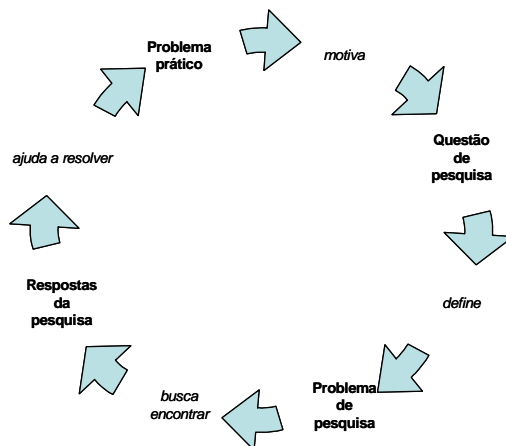 Problema
prático
motiva
Questão
de
pesquisa
define
Problema
de
pesquisa
busca
encontrar
Respostas
da
pesquisa
ajuda a resolver